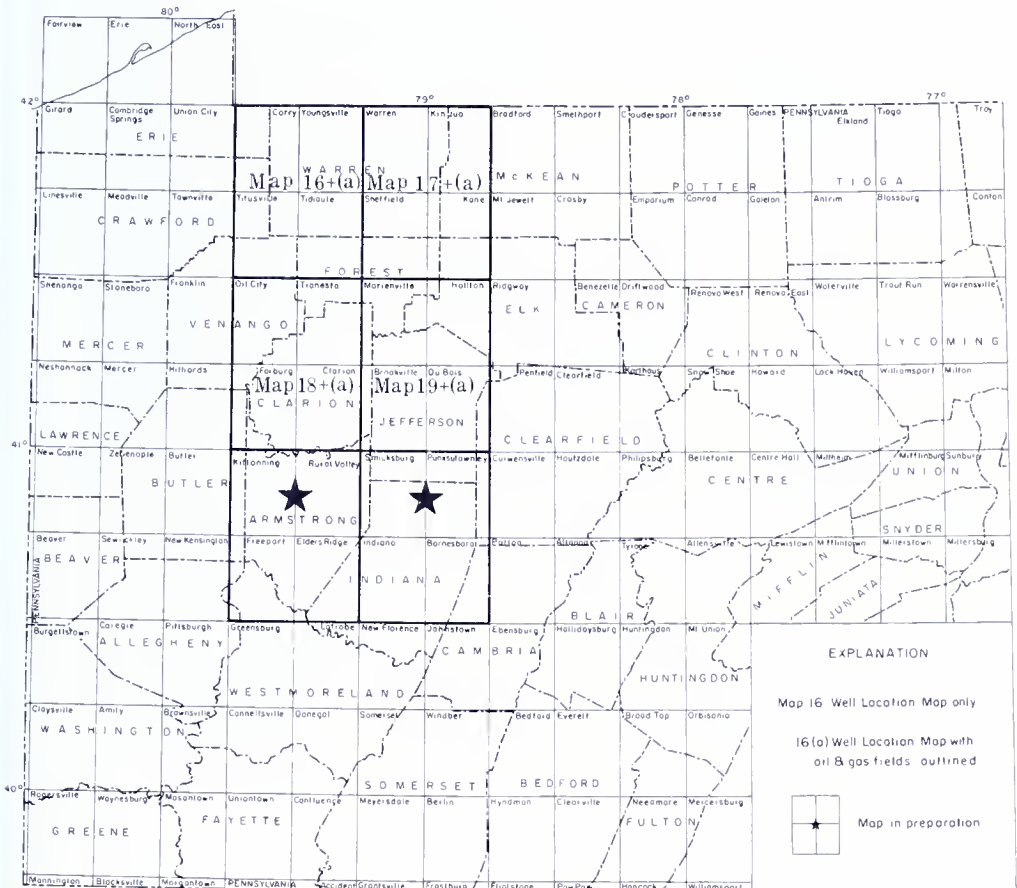 80°
Fairview Erie North East
42° 79° 78° 77°
Girard Cambridge Springs Union City Corry Youngsville Warren Kinzua Bradford Smethport Coudersport Genesse Gaines PENNSYLVANIA Elkland Tioga Troy
ERIE
WARREN McKEAN POTTER TIOGA
Map 16+(a) Map 17+(a)
Linesville Meadville Townville Titusville Tidioute Sheffield Kane Mt Jewett Crosby Emporium Conrad Galeton Antrim Blossburg Canton
CRAWFORD
FOREST
Shenango Stoneboro Franklin Oil City Tionesta Marienville Hallton Ridgway Benezette Driftwood Renovo West Renovo East Waterville Trout Run Warrensville
ELK CAMERON
VENANGO
MERCER CLINTON LYCOMING
Neshannock Mercer Hilliards Foxburg Clarion Brookville Du Bois Penfield Clearfield Karthaus Snow Shoe Howard Lock Haven Williamsport Milton
Map 18+(a) Map 19+(a)
CLARION
JEFFERSON
LAWRENCE CLEARFIELD
41°
New Castle Zelienople Butler Kittanning Rural Valley Smicksburg Punxsutawney Curwensville Houtzdale Philipsburg Bellefonte Centre Hall Millheim Mifflinburg Sunbury
BUTLER CENTRE UNION
ARMSTRONG SNYDER
Beaver Sewickley New Kensington Freeport Elders Ridge Indiana Barnesboro Patton Altoona Tyrone Allensville Lewistown Mifflintown Millerstown Millersburg
BEAVER
PENNSYLVANIA
INDIANA MIFFLIN
JUNIATA
BLAIR
Burgettstown Carnegie Pittsburgh Greensburg Latrobe New Florence Johnstown Ebensburg Hollidaysburg Huntingdon Mt Union
ALLEGHENY CAMBRIA
EXPLANATION
HUNTINGDON
WESTMORELAND
Map 16 Well Location Map only
Claysville Amity Brownsville Connellsville Donegal Somerset Windber Bedford Everett Broad Top Orbisonia
WASHINGTON
16(a) Well Location Map with
oil & gas fields outlined
SOMERSET BEDFORD
40°
Rogersville Waynesburg Masontown Uniontown Confluence Meyersdale Berlin Hyndman Clearville Needmore Mercersburg
FAYETTE FULTON
GREENE
Map in preparation
Mannington Blacksville Morgantown PENNSYLVANIA Accident Grantsville Frostburg Flintstone Paw Paw Hancock Williamsport